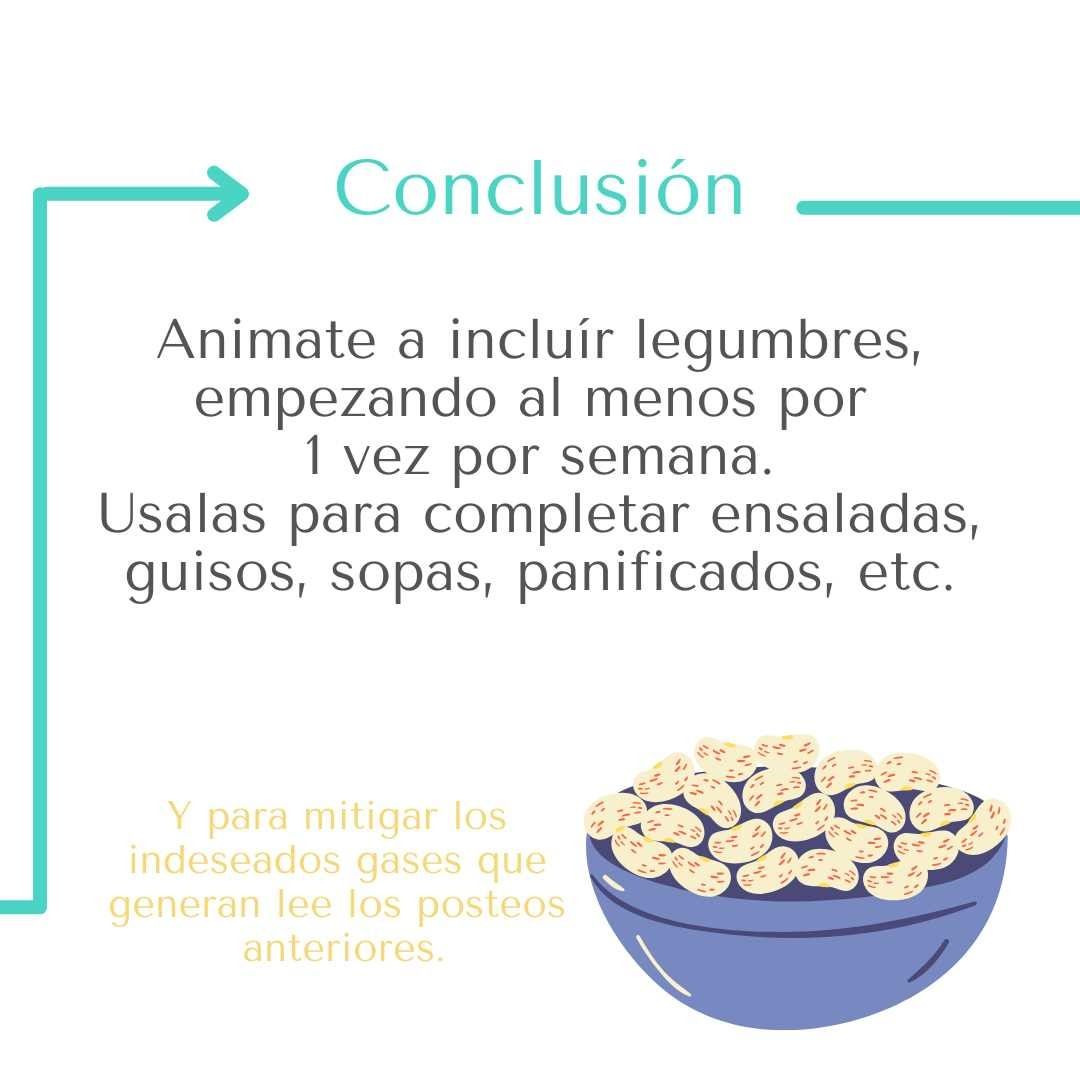 Conclusión
Animate a incluír legumbres,
empezando al menos por
1 vez por semana.
Usalas para completar ensaladas,
guisos, sopas, panificados, etc.
Y para mitigar los
indeseados gases que
generan lee los posteos
anteriores.